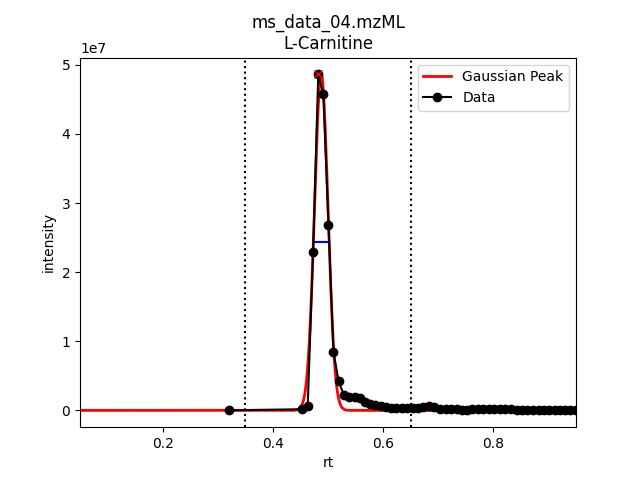 ms_data_04.mzML
L-Carnitine
1e7
5
4
3
2
1
0
intensity
0.2
0.4
0.6
0.8
rt
Gaussian Peak
Data